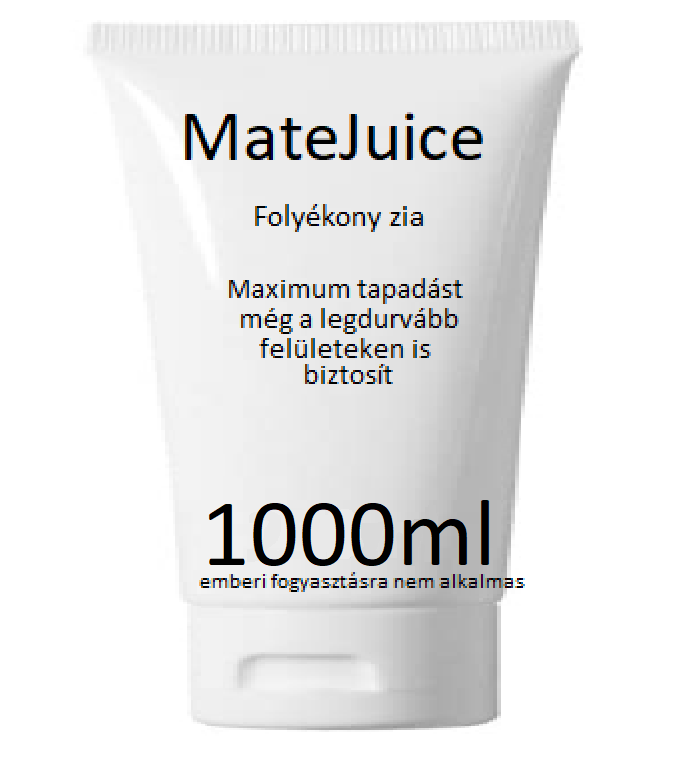 MateJuice
Folyékony zia
Maximum tapadást
még a legdurvább
felületeken is
biztosít
1000ml
emberi fogyasztásra nem alkalmas